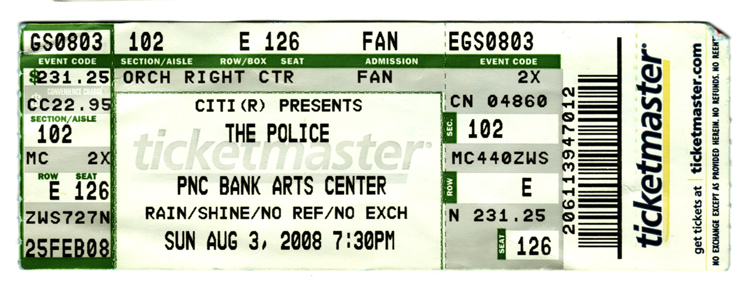 GS0803 102 E 126 FAN EGS0803
EVENT CODE SECTION/AISLE ROW/BOX SEAT ADMISSION EVENT CODE
$231.25 ORCH RIGHT CTR FAN 2X
CONVENIENCE CHARGE
CC22.95 CITI(R) PRESENTS CN 04860
SECTION/AISLE
102 THE POLICE SEC. 102
ticketmaster
MC 2X MC440ZWS
ROW SEAT
E 126 PNC BANK ARTS CENTER ROW E
ZWS727N RAIN/SHINE/NO REF/NO EXCH N 231.25
25FEB08 SUN AUG 3, 2008 7:30PM SEAT 126
2061113947012
ticketmaster
get tickets at ticketmaster.com
NO EXCHANGE EXCEPT AS PROVIDED HEREIN. NO REFUNDS. NO REENT